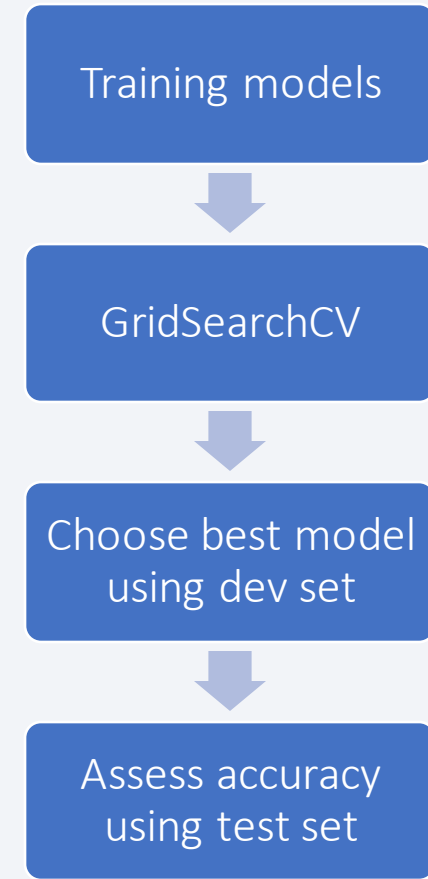 Training models
GridSearchCV
Choose best model
using dev set
Assess accuracy
using test set